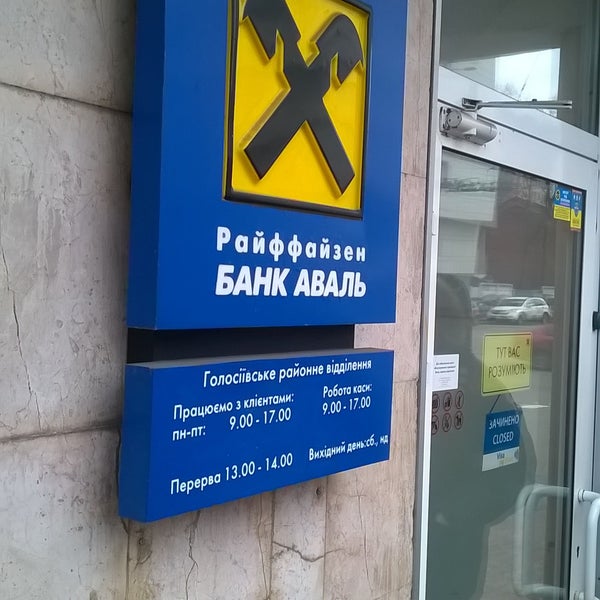 Райффайзен
БАНК АВАЛЬ
Голосіївське районне відділення
Працюємо з клієнтами:
пн-пт: 9.00 - 17.00
Робота каси:
9.00 - 17.00
Перерва 13.00 - 14.00
Вихідний день:сб., нд
ТУТ ВАС
РОЗУМІЮТЬ
ЗАЧИНЕНО
CLOSED
Visa